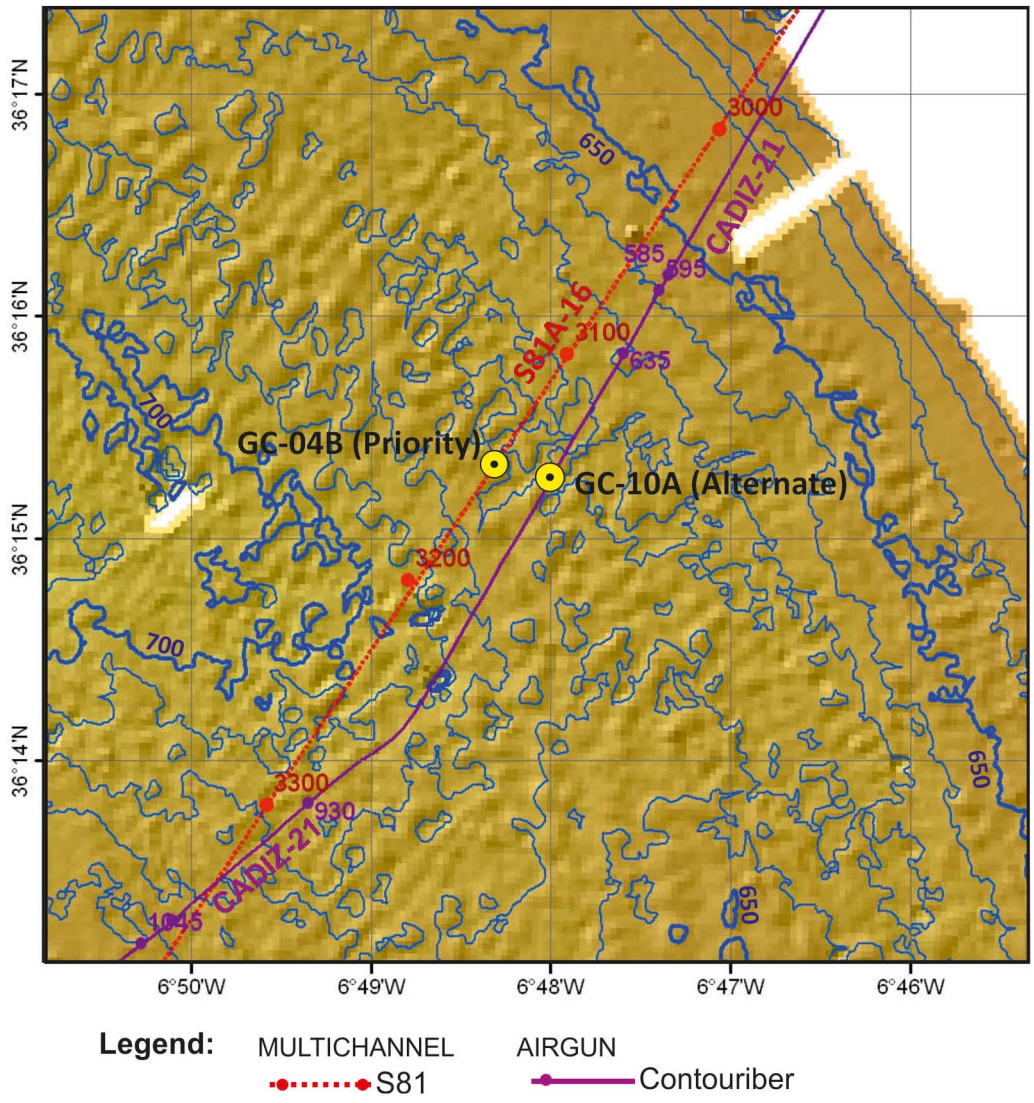 36°17'N
3000
650
CADIZ-21
585
595
36°16'N
S81A-16
3100
635
700
GC-04B (Priority)
GC-10A (Alternate)
36°15'N
3200
700
36°14'N
3300
930
650
CADIZ-21
650
1045
6°50'W 6°49'W 6°48'W 6°47'W 6°46'W
Legend: MULTICHANNEL AIRGUN
S81 Contouriber